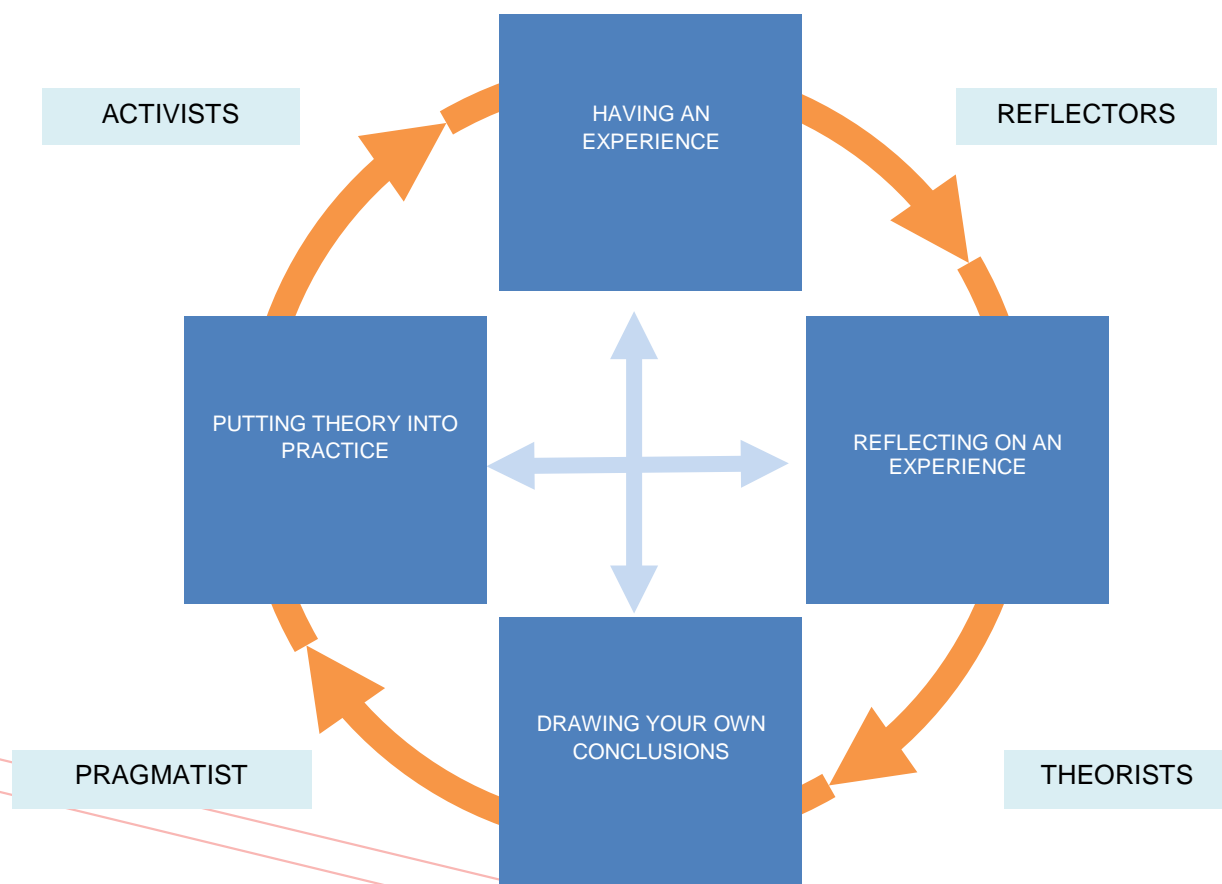 HAVING AN
EXPERIENCE
ACTIVISTS
REFLECTORS
PUTTING THEORY INTO
PRACTICE
REFLECTING ON AN
EXPERIENCE
DRAWING YOUR OWN
CONCLUSIONS
PRAGMATIST
THEORISTS